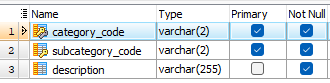 Name Type Primary Not Null
1 category_code varchar(2)
2 subcategory_code varchar(2)
3 description varchar(255)